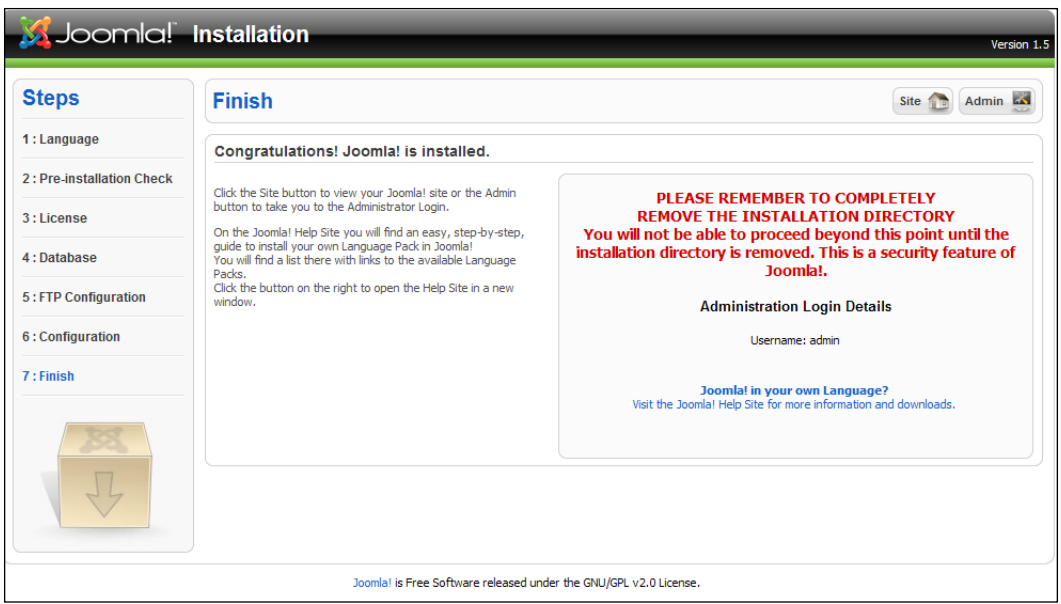 Joomla! Installation
Version 1.5
Steps
1 : Language
2 : Pre-installation Check
3 : License
4 : Database
5 : FTP Configuration
6 : Configuration
7 : Finish
Finish
Site
Admin
Congratulations! Joomla! is installed.
Click the Site button to view your Joomla! site or the Admin
button to take you to the Administrator Login.
On the Joomla! Help Site you will find an easy, step-by-step,
guide to install your own Language Pack in Joomla!
You will find a list there with links to the available Language
Packs.
Click the button on the right to open the Help Site in a new
window.
PLEASE REMEMBER TO COMPLETELY
REMOVE THE INSTALLATION DIRECTORY
You will not be able to proceed beyond this point until the
installation directory is removed. This is a security feature of
Joomla!.
Administration Login Details
Username: admin
Joomla! in your own Language?
Visit the Joomla! Help Site for more information and downloads.
Joomla! is Free Software released under the GNU/GPL v2.0 License.